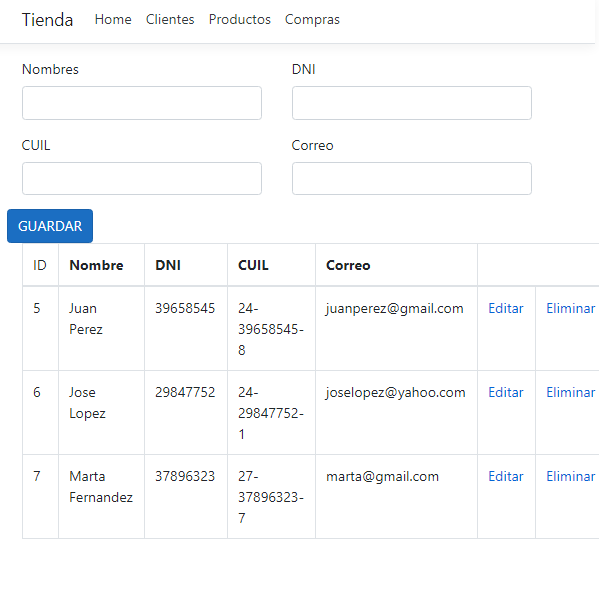 Tienda Home Clientes Productos Compras
Nombres DNI
CUIL Correo
GUARDAR
ID Nombre DNI CUIL Correo
5 Juan 39658545 24- juanperez@gmail.com Editar Eliminar
Perez 39658545-
8
6 Jose 29847752 24- joselopez@yahoo.com Editar Eliminar
Lopez 29847752-
1
7 Marta 37896323 27- marta@gmail.com Editar Eliminar
Fernandez 37896323-
7